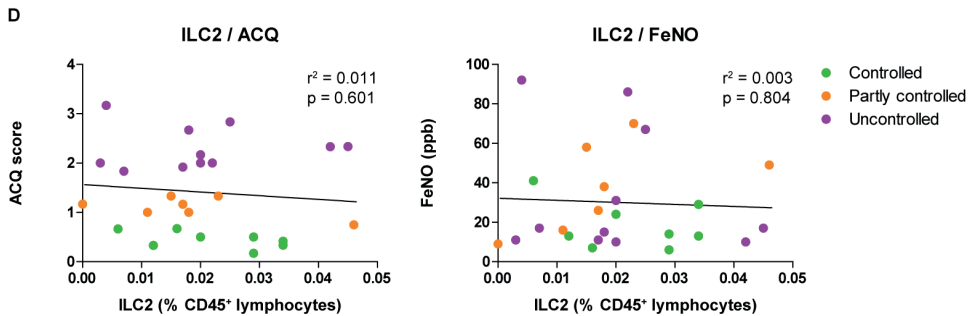 D
ILC2 / ACQ
r² = 0.011
p = 0.601
4
3
2
1
0
ACQ score
0.00 0.01 0.02 0.03 0.04 0.05
ILC2 (% CD45⁺ lymphocytes)
ILC2 / FeNO
r² = 0.003
p = 0.804
100
80
60
40
20
0
FeNO (ppb)
0.00 0.01 0.02 0.03 0.04 0.05
ILC2 (% CD45⁺ lymphocytes)
Controlled
Partly controlled
Uncontrolled